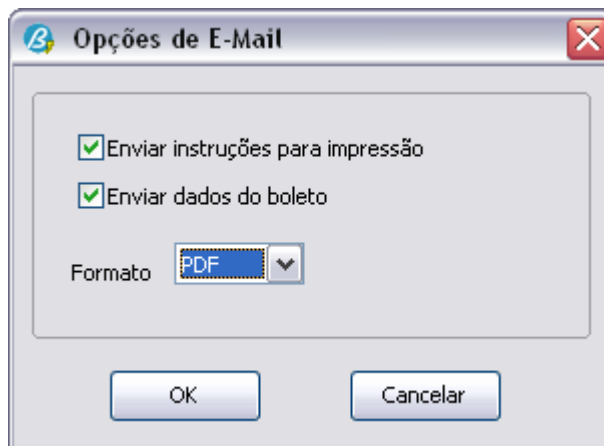 Opções de E-Mail
Enviar instruções para impressão
Enviar dados do boleto
Formato PDF
OK Cancelar